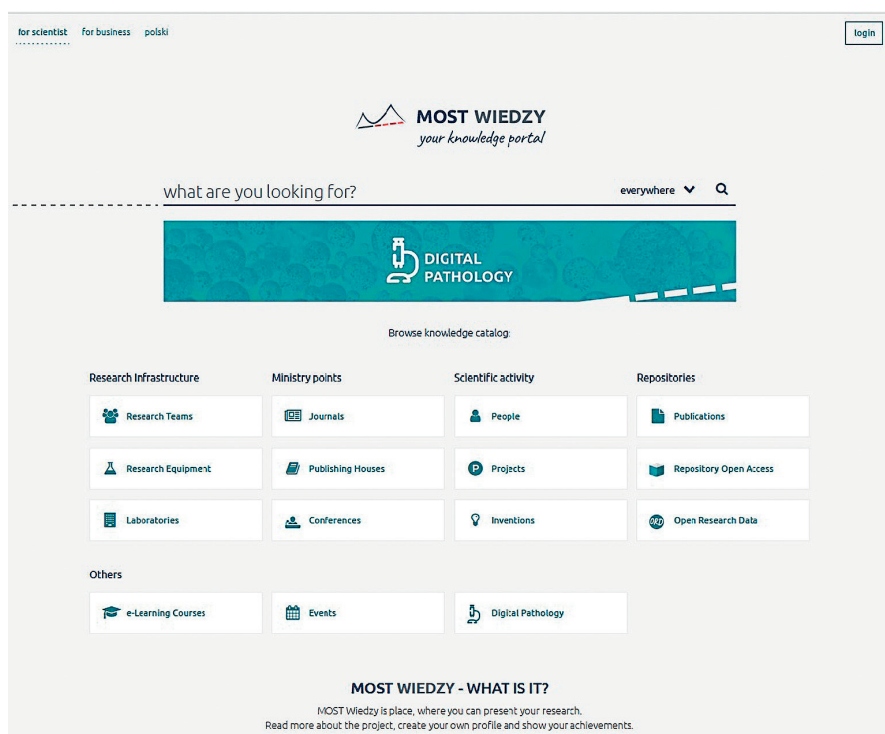 for scientist for business polski login
MOST WIEDZY
your knowledge portal
what are you looking for? everywhere
DIGITAL
PATHOLOGY
Browse knowledge catalog:
Research Infrastructure Ministry points Scientific activity Repositories
Research Teams Journals People Publications
Research Equipment Publishing Houses P Projects Repository Open Access
Laboratories Conferences Inventions ORD Open Research Data
Others
e-Learning Courses Events Digital Pathology
MOST WIEDZY - WHAT IS IT?
MOST Wiedzy is place, where you can present your research.
Read more about the project, create your own profile and show your achievements.